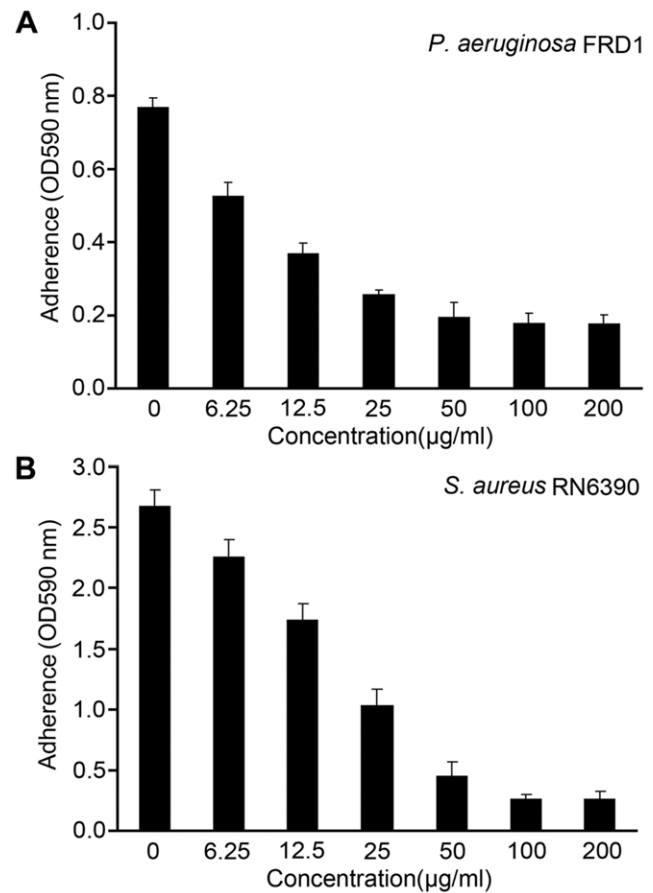 A
P. aeruginosa FRD1
Adherence (OD590 nm)
1.0
0.8
0.6
0.4
0.2
0.0
0 6.25 12.5 25 50 100 200
Concentration(µg/ml)
B
S. aureus RN6390
Adherence (OD590 nm)
3.0
2.5
2.0
1.5
1.0
0.5
0.0
0 6.25 12.5 25 50 100 200
Concentration(µg/ml)